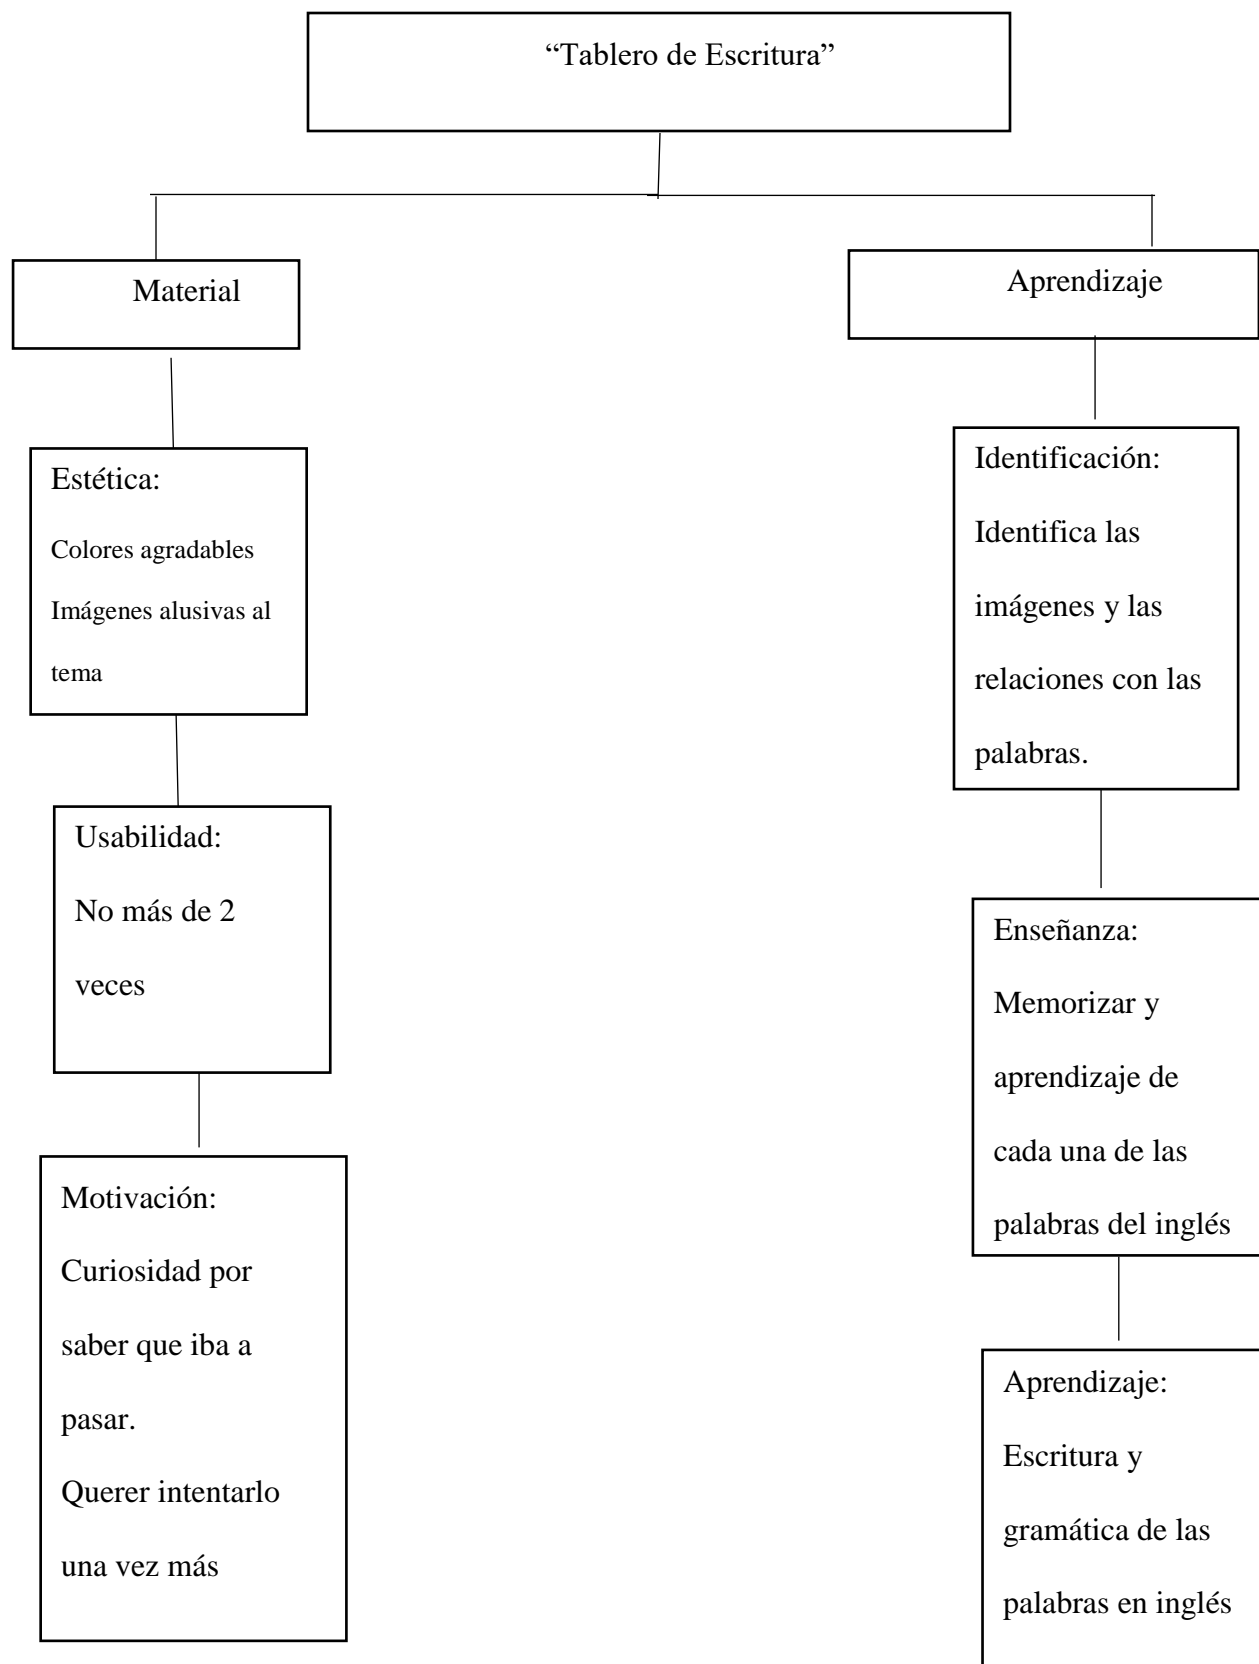 “Tablero de Escritura”
Material
Estética:
Colores agradables
Imágenes alusivas al
tema
Usabilidad:
No más de 2
veces
Motivación:
Curiosidad por
saber que iba a
pasar.
Querer intentarlo
una vez más
Aprendizaje
Identificación:
Identifica las
imágenes y las
relaciones con las
palabras.
Enseñanza:
Memorizar y
aprendizaje de
cada una de las
palabras del inglés
Aprendizaje:
Escritura y
gramática de las
palabras en inglés